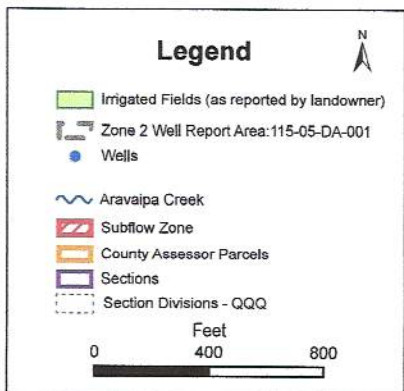 Legend
N
Irrigated Fields (as reported by landowner)
Zone 2 Well Report Area:115-05-DA-001
Wells
Aravaipa Creek
Subflow Zone
County Assessor Parcels
Sections
Section Divisions - QQQ
Feet
0 400 800